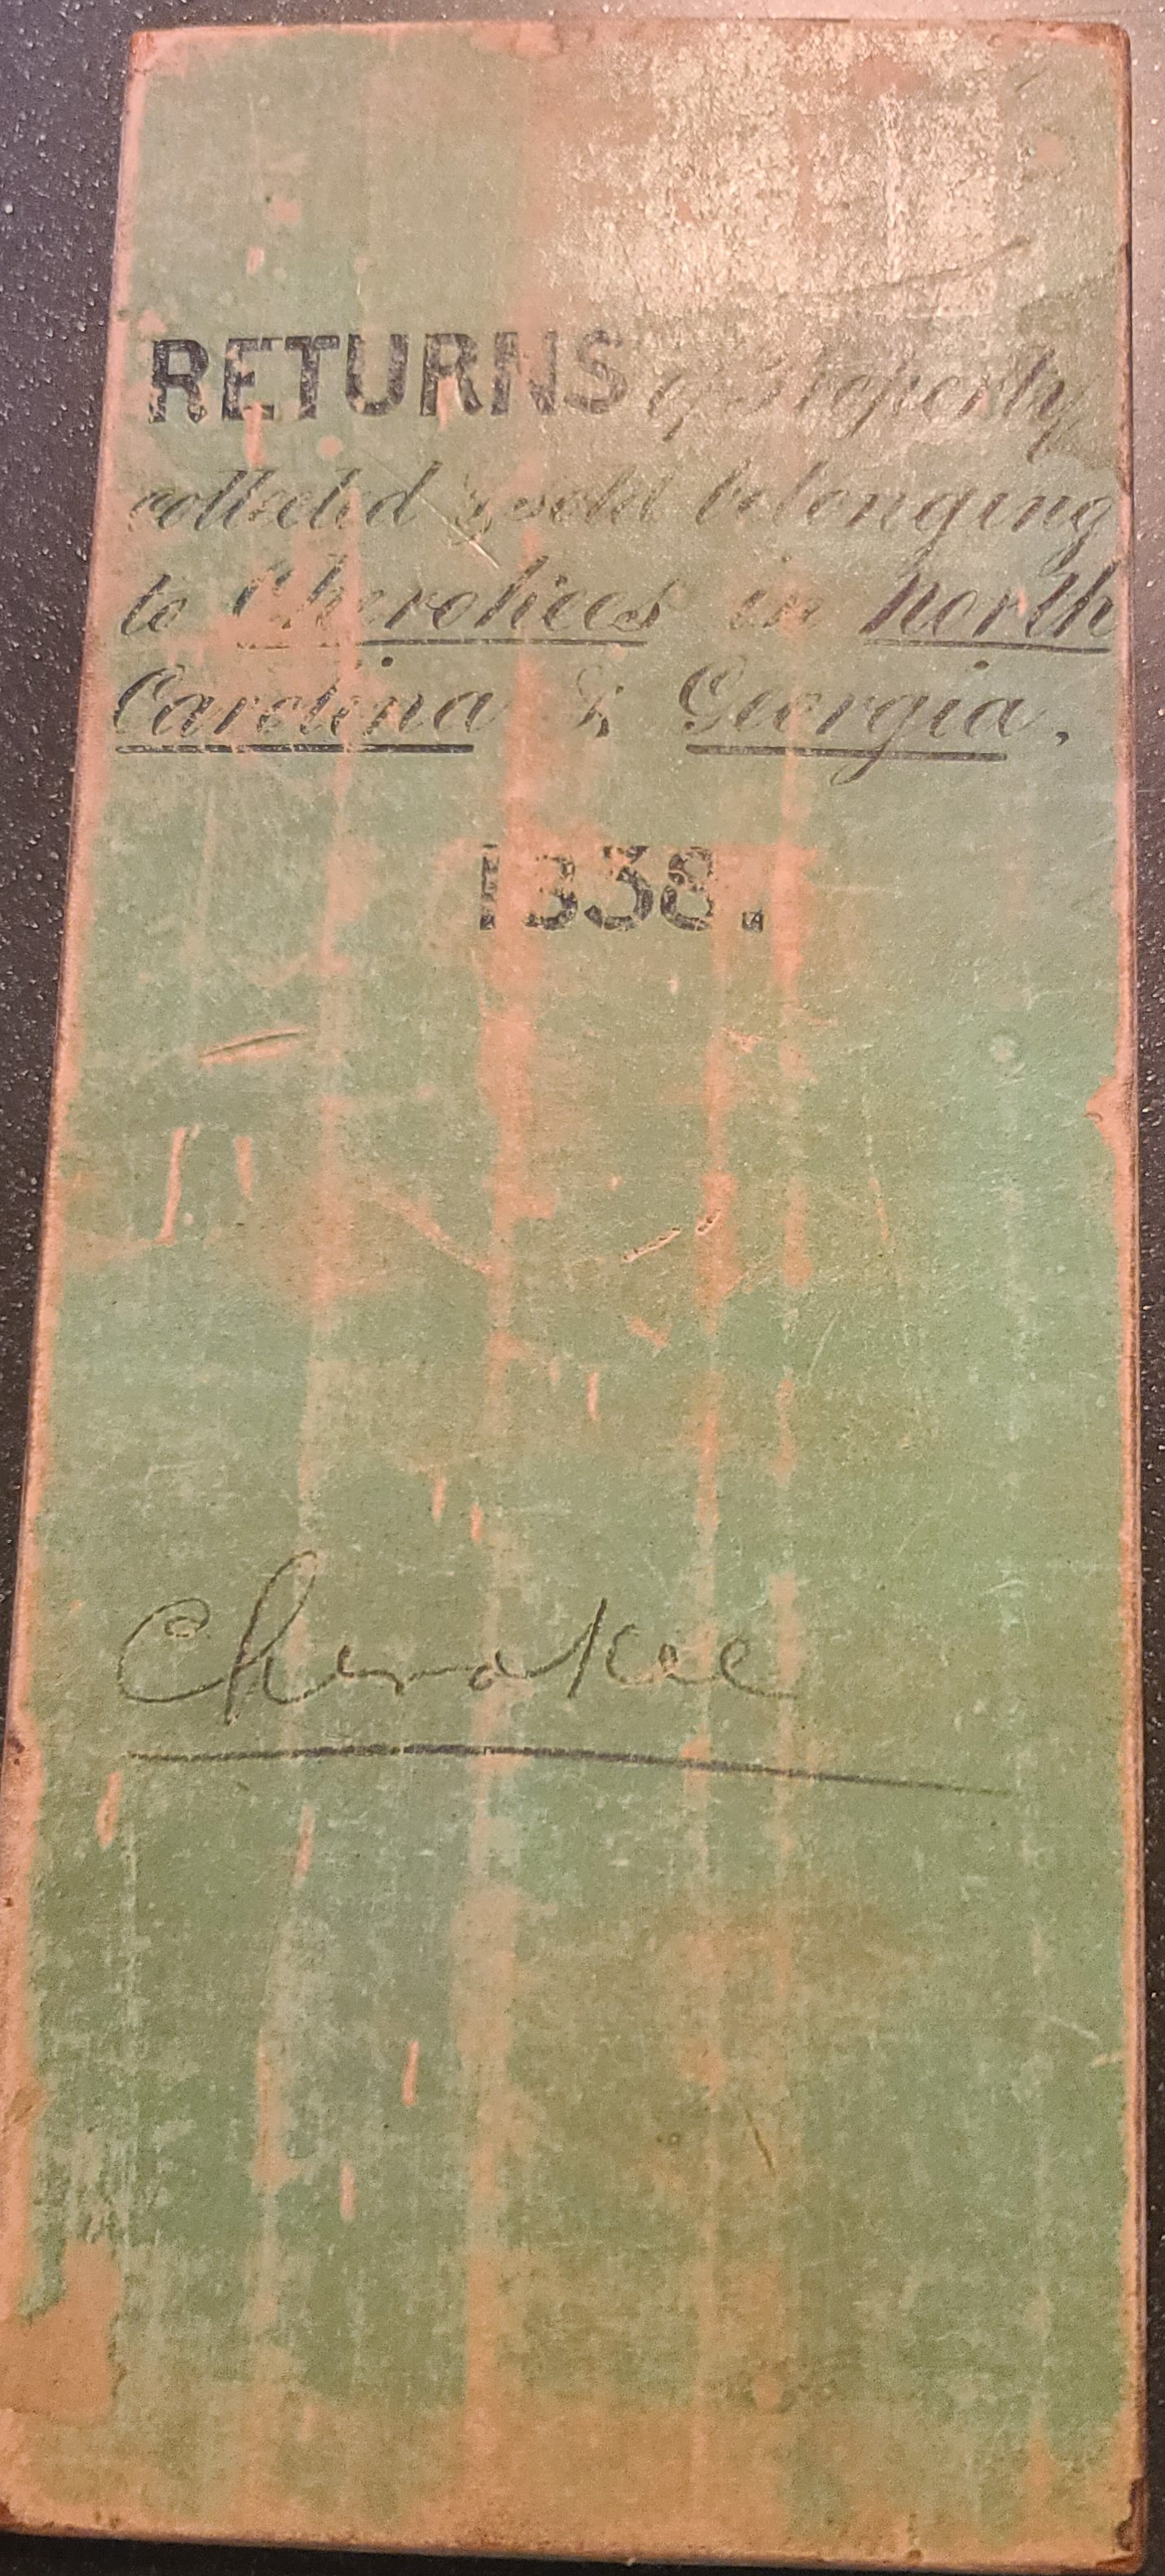 RETURNS of Property
collected & sold belonging
to Cherokees in North
Carolina & Georgia.
1838.
Cherokee